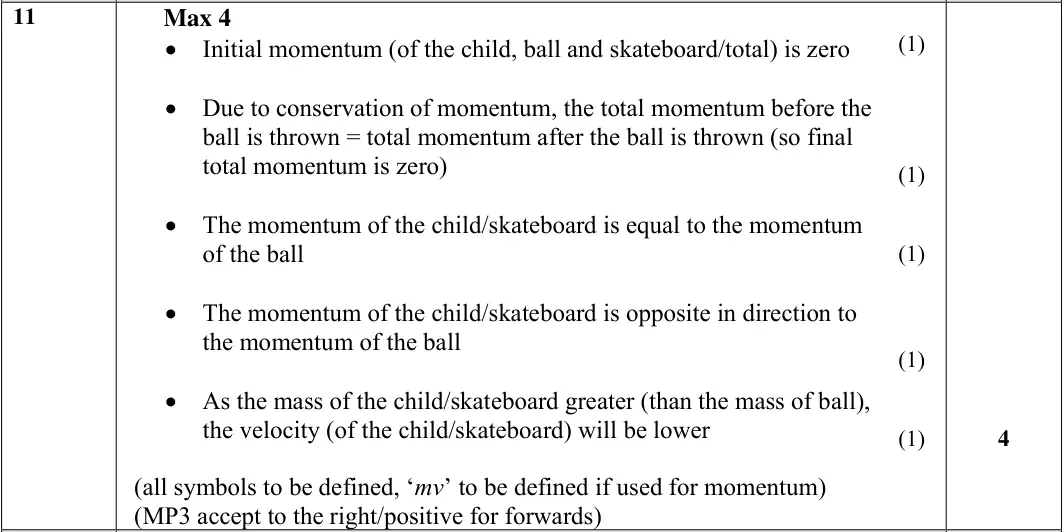 11
Max 4
• Initial momentum (of the child, ball and skateboard/total) is zero (1)
• Due to conservation of momentum, the total momentum before the
ball is thrown = total momentum after the ball is thrown (so final
total momentum is zero)
(1)
• The momentum of the child/skateboard is equal to the momentum
of the ball (1)
• The momentum of the child/skateboard is opposite in direction to
the momentum of the ball
(1)
• As the mass of the child/skateboard greater (than the mass of ball),
the velocity (of the child/skateboard) will be lower (1) 4
(all symbols to be defined, ‘mv’ to be defined if used for momentum)
(MP3 accept to the right/positive for forwards)